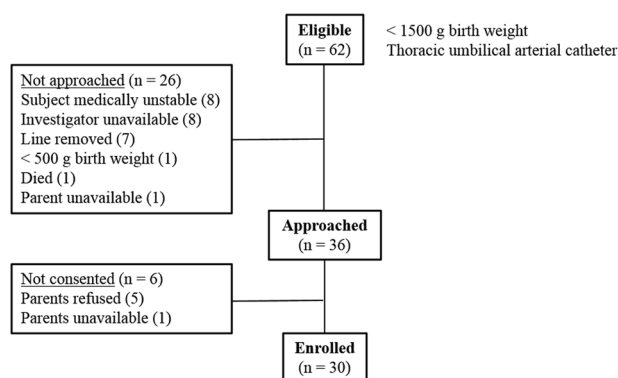 Eligible
(n = 62)
< 1500 g birth weight
Thoracic umbilical arterial catheter
Not approached (n = 26)
Subject medically unstable (8)
Investigator unavailable (8)
Line removed (7)
< 500 g birth weight (1)
Died (1)
Parent unavailable (1)
Approached
(n = 36)
Not consented (n = 6)
Parents refused (5)
Parents unavailable (1)
Enrolled
(n = 30)